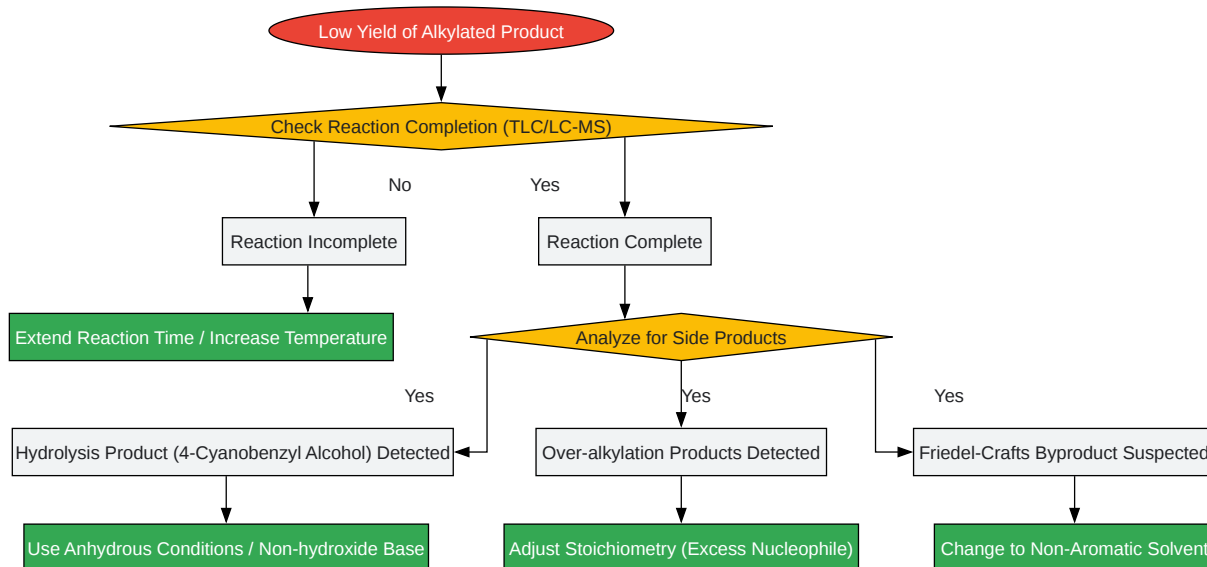 Low Yield of Alkylated Product
Check Reaction Completion (TLC/LC-MS)
No
Yes
Reaction Incomplete
Reaction Complete
Extend Reaction Time / Increase Temperature
Analyze for Side Products
Yes
Yes
Yes
Hydrolysis Product (4-Cyanobenzyl Alcohol) Detected
Over-alkylation Products Detected
Friedel-Crafts Byproduct Suspected
Use Anhydrous Conditions / Non-hydroxide Base
Adjust Stoichiometry (Excess Nucleophile)
Change to Non-Aromatic Solvent